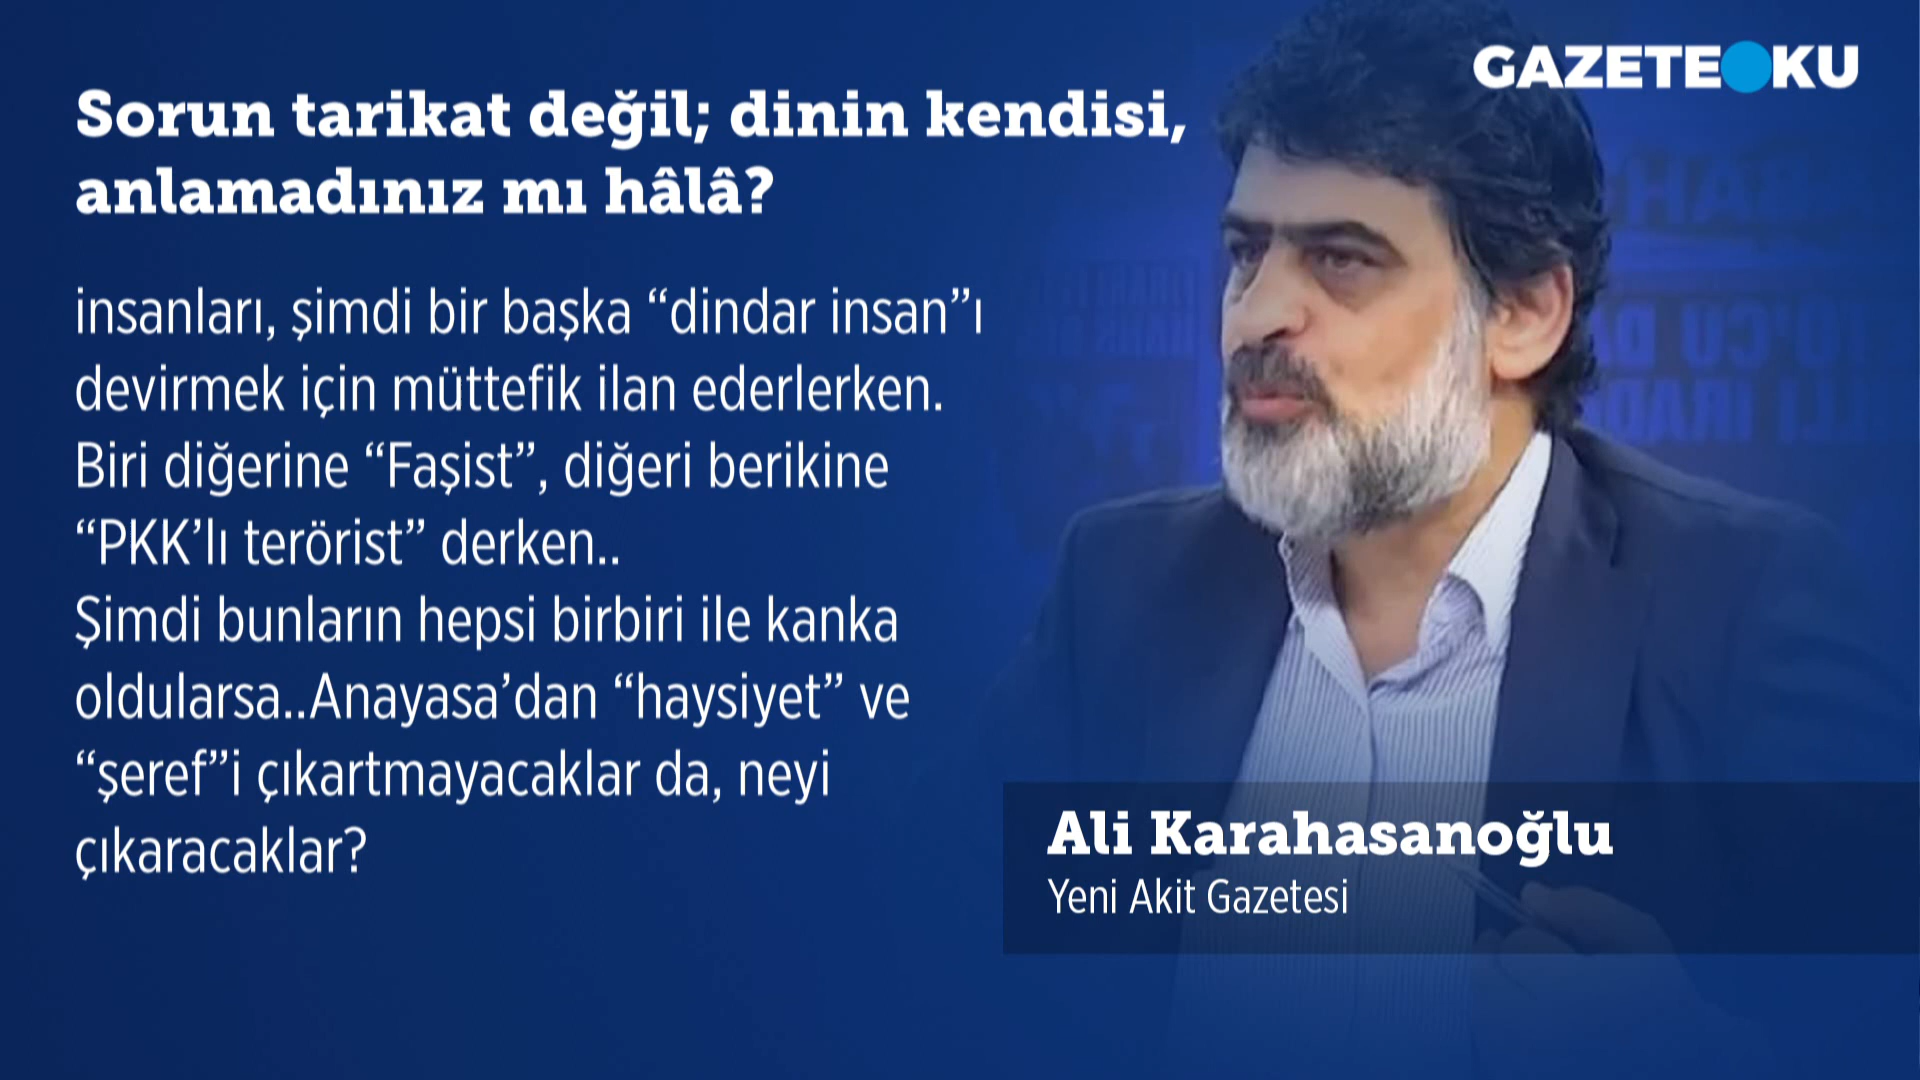 GAZETE OKU
Sorun tarikat değil; dinin kendisi,
anlamadınız mı hâlâ?
insanları, şimdi bir başka “dindar insan”ı
devirmek için müttefik ilan ederlerken.
Biri diğerine “Faşist”, diğeri berikine
“PKK’lı terörist” derken..
Şimdi bunların hepsi birbiri ile kanka
oldularsa..Anayasa’dan “haysiyet” ve
“şeref”i çıkartmayacaklar da, neyi
çıkaracaklar?
Ali Karahasanoğlu
Yeni Akit Gazetesi